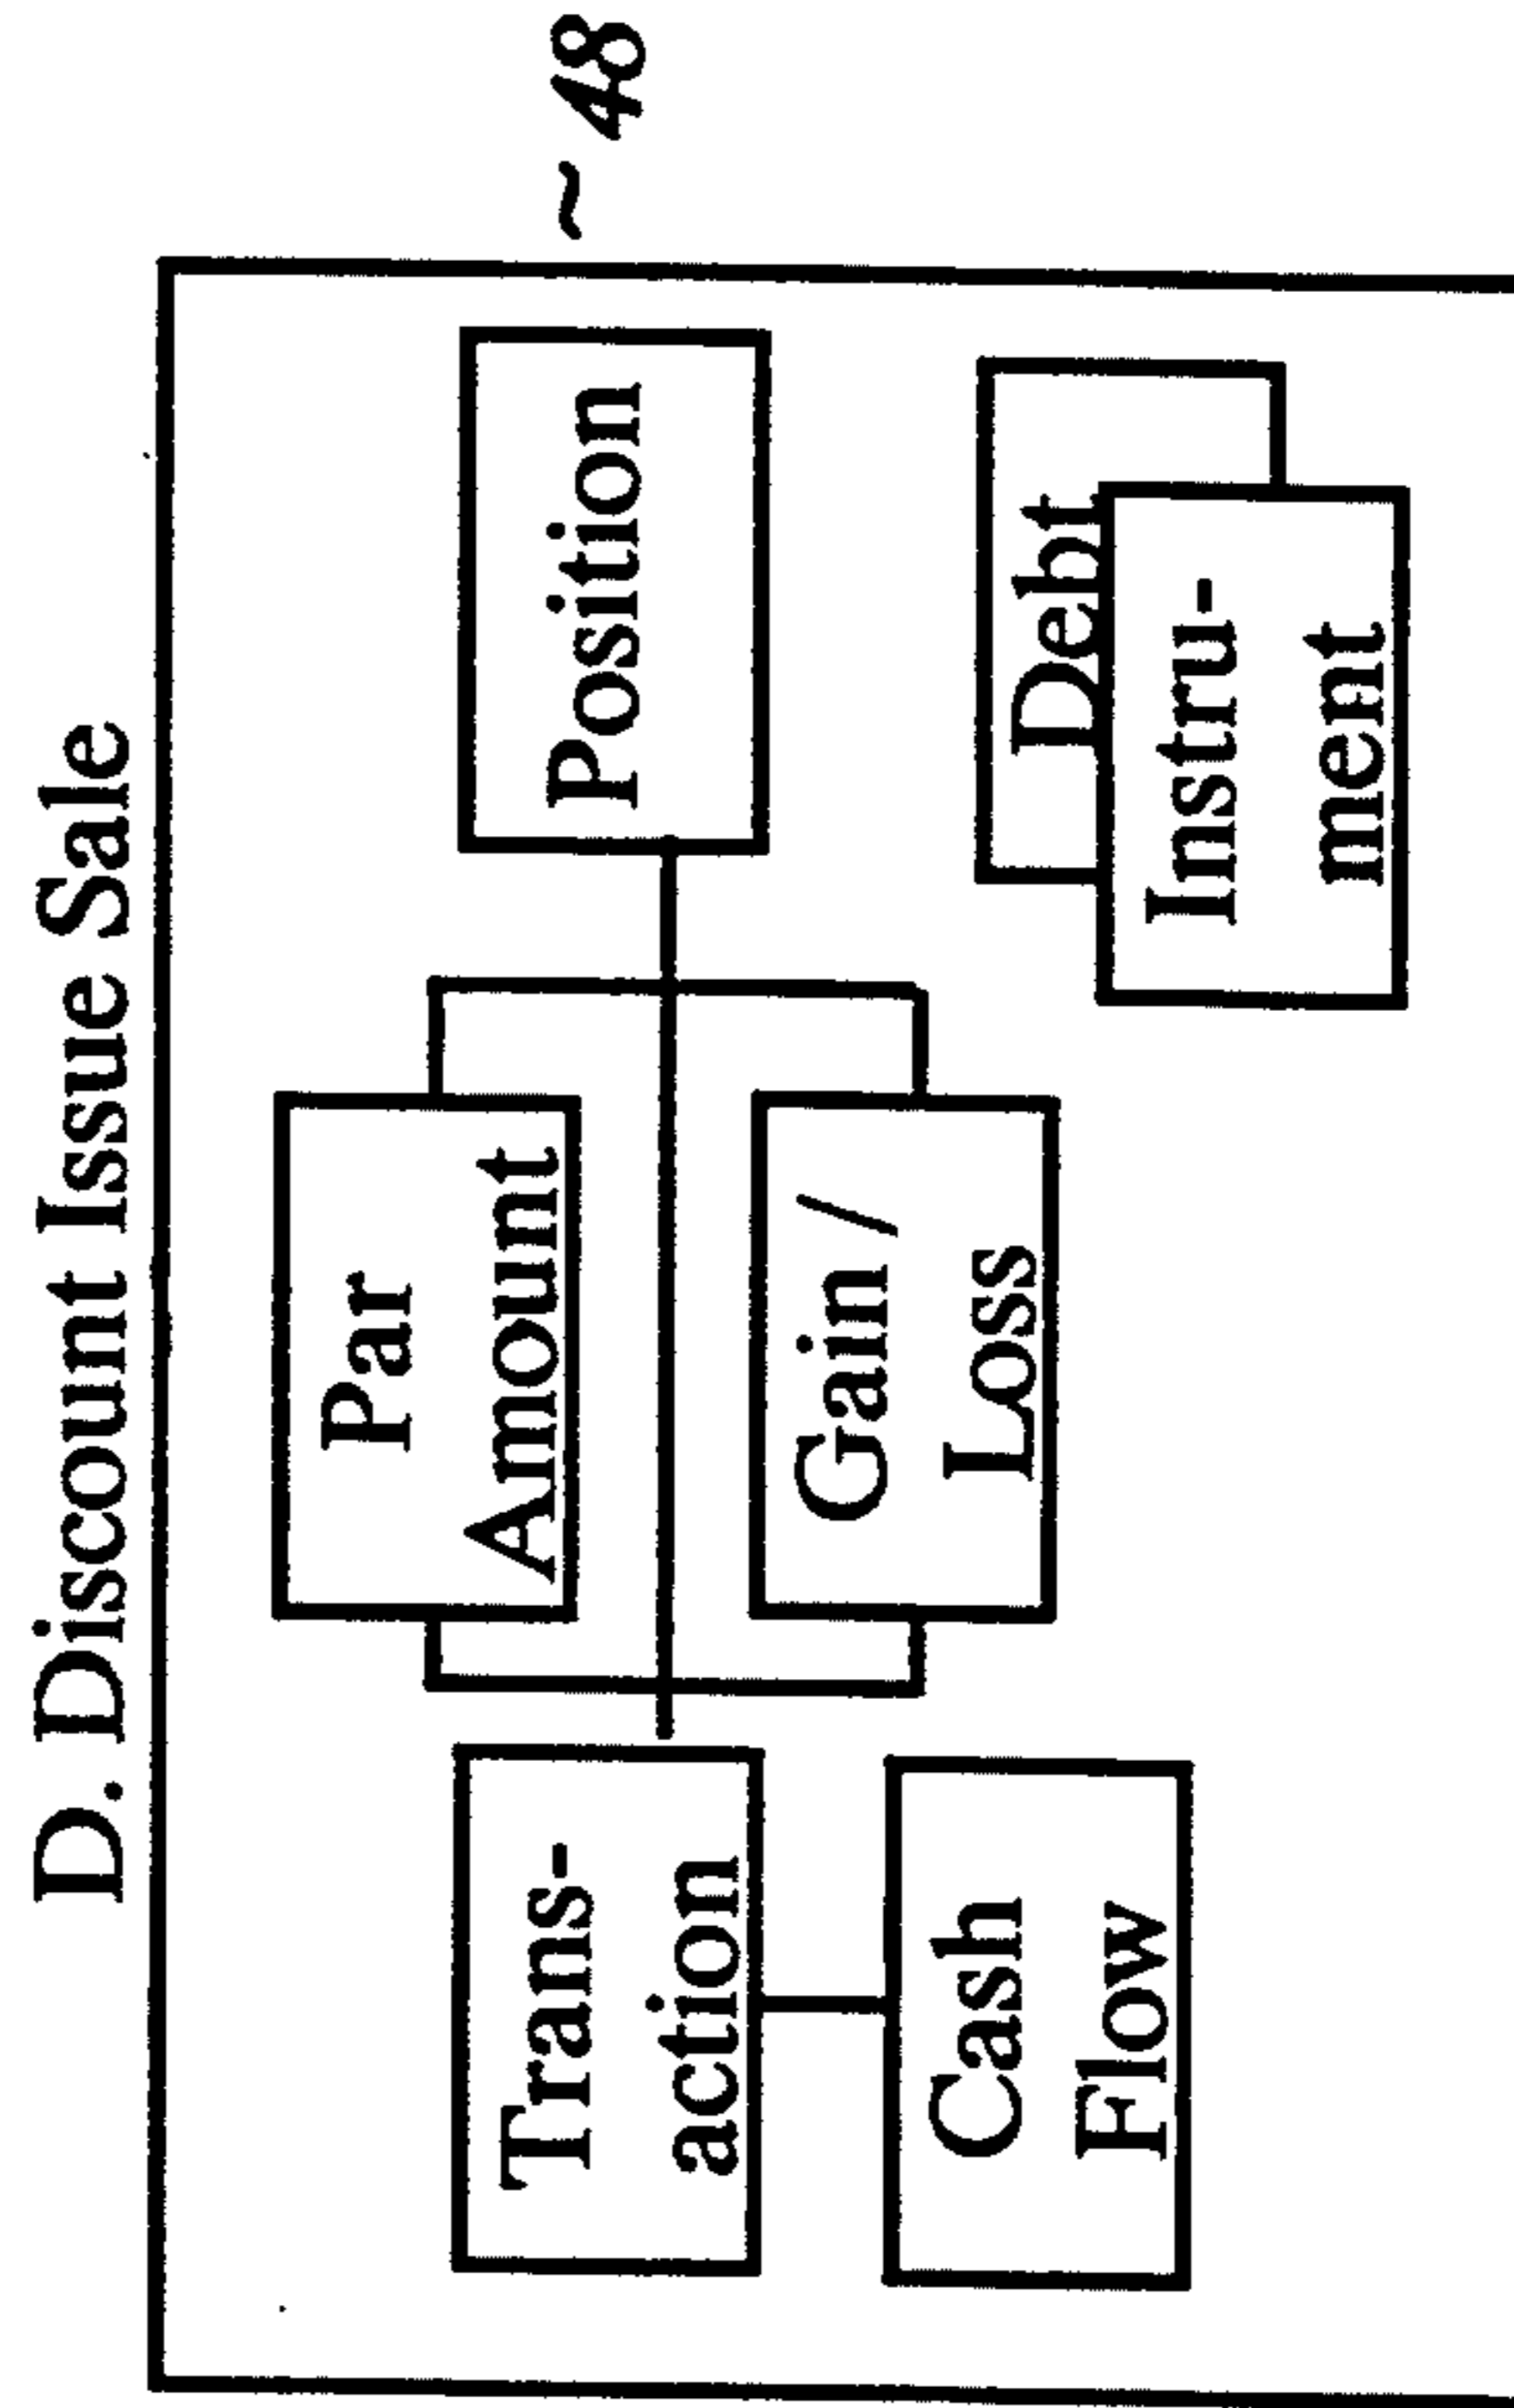 D. Discount Issue Sale
~ 48
Par
Amount
Trans-
action
Position
Gain /
Loss
Cash
Flow
Debt
Instru-
ment